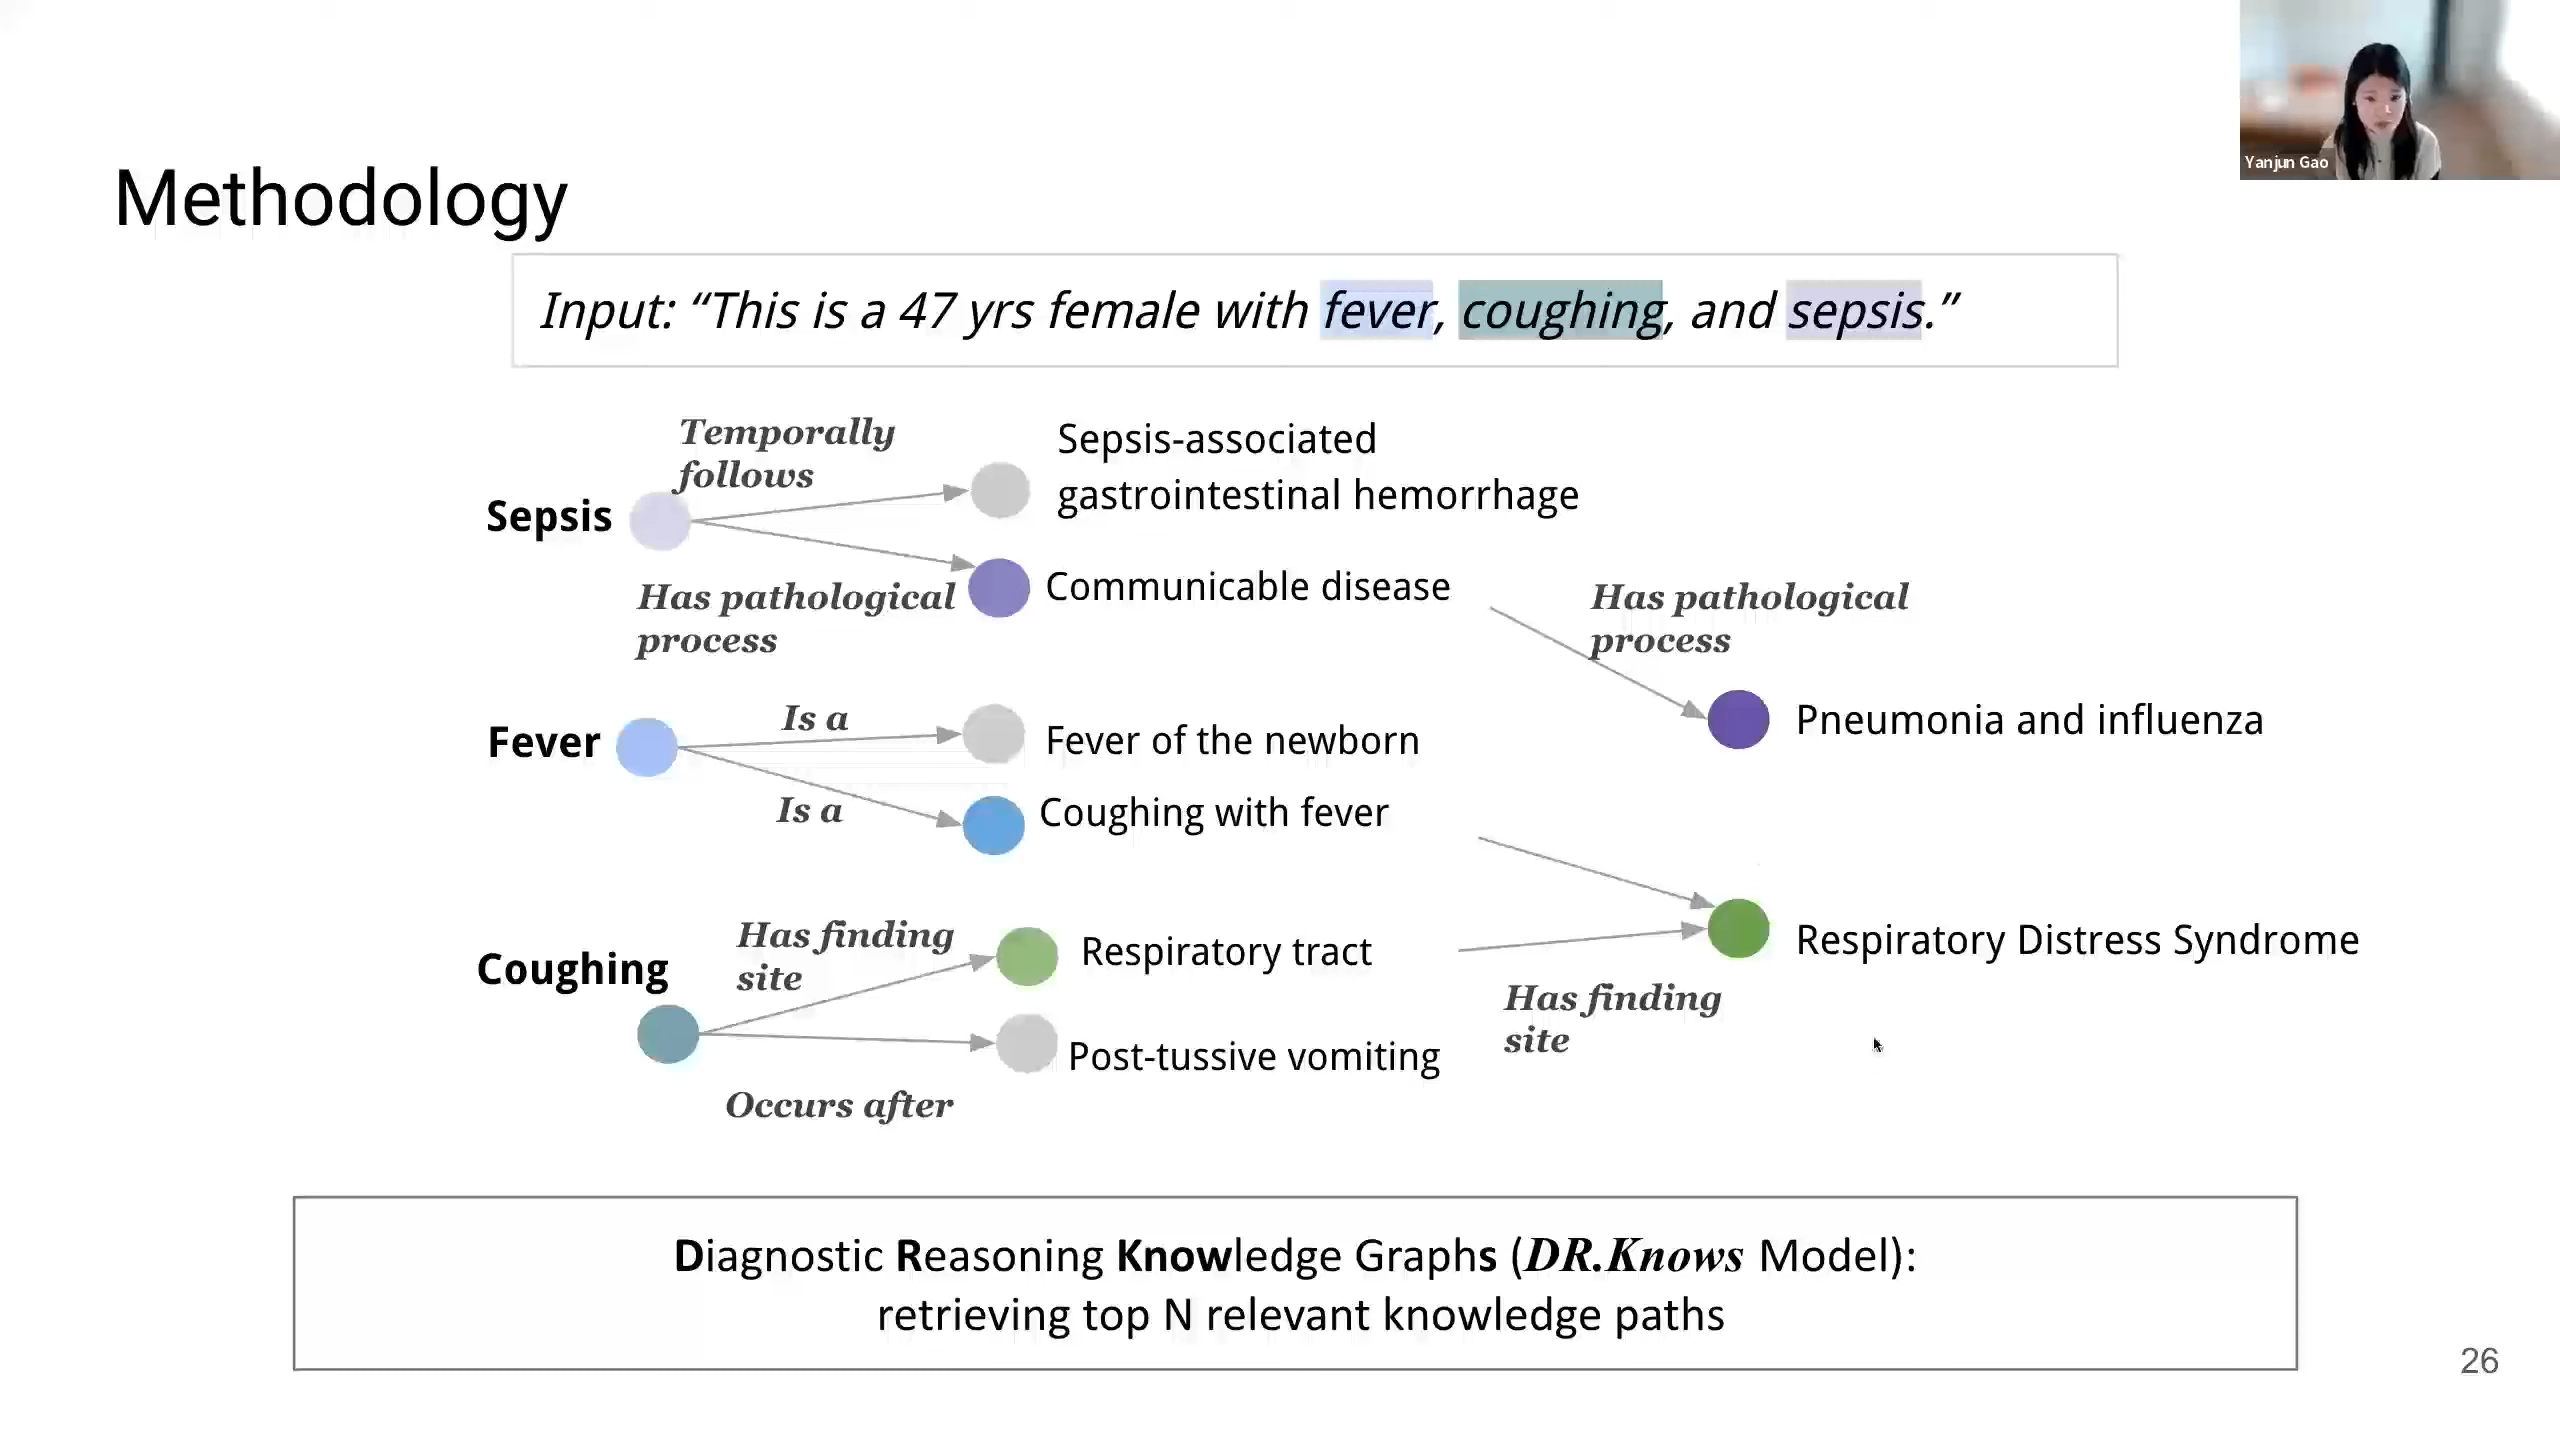 Yanjun Gao
Methodology
Input: “This is a 47 yrs female with fever, coughing, and sepsis.”
Temporally
follows
Sepsis-associated
gastrointestinal hemorrhage
Sepsis
Communicable disease
Has pathological
process
Has pathological
process
Pneumonia and influenza
Is a
Fever
Fever of the newborn
Is a
Coughing with fever
Has finding
site
Respiratory tract
Respiratory Distress Syndrome
Coughing
Has finding
site
Post-tussive vomiting
Occurs after
Diagnostic Reasoning Knowledge Graphs (DR.Knows Model):
retrieving top N relevant knowledge paths
26